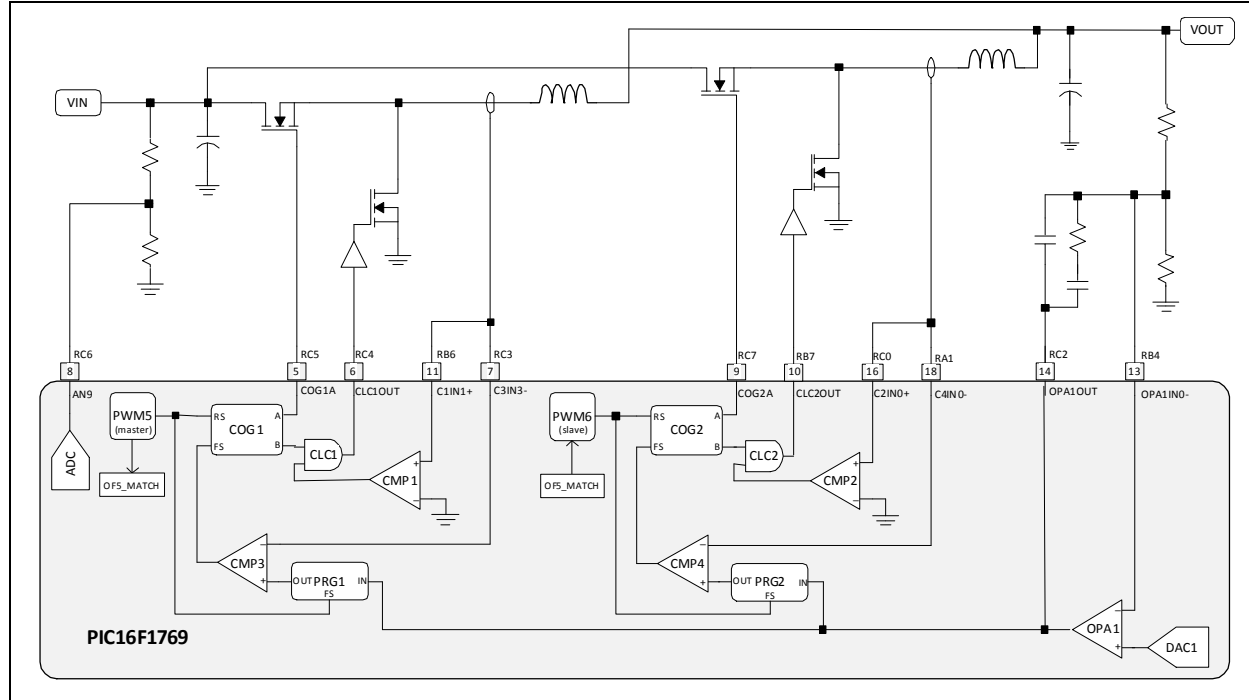 VOUT
VIN
RC6
RC5
RC4
RB6
RC3
RC7
RB7
RC0
RA1
RC2
RB4
8
5
6
11
7
9
10
16
18
14
13
AN9
COG1A
CLC1OUT
C1IN1+
C3IN3-
COG2A
CLC2OUT
C2IN0+
C4IN0-
OPA1OUT
OPA1IN0-
ADC
PWM5
(master)
OF5_MATCH
RS
A
COG1
FS
B
CLC1
+
CMP1
−
PWM6
(slave)
OF5_MATCH
RS
A
COG2
FS
B
CLC2
+
CMP2
−
−
CMP3
+
OUT
PRG1
IN
FS
−
CMP4
+
OUT
PRG2
IN
FS
−
OPA1
+
DAC1
PIC16F1769